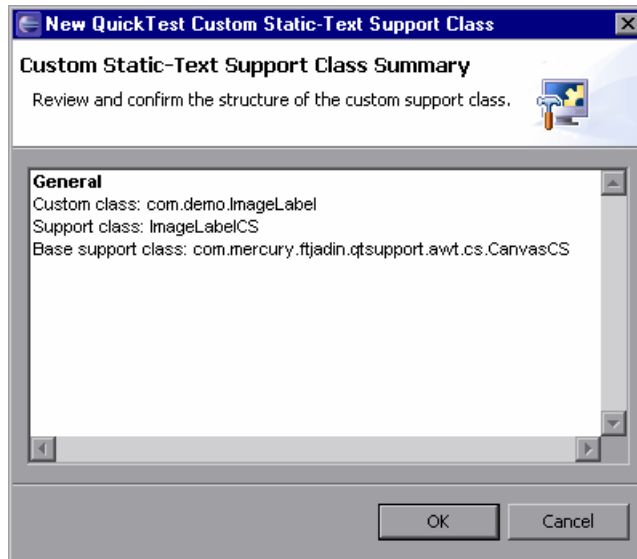 New QuickTest Custom Static-Text Support Class
Custom Static-Text Support Class Summary
Review and confirm the structure of the custom support class.
General
Custom class: com.demo.ImageLabel
Support class: ImageLabelCS
Base support class: com.mercury.ftjadin.qtsupport.awt.cs.CanvasCS
OK
Cancel